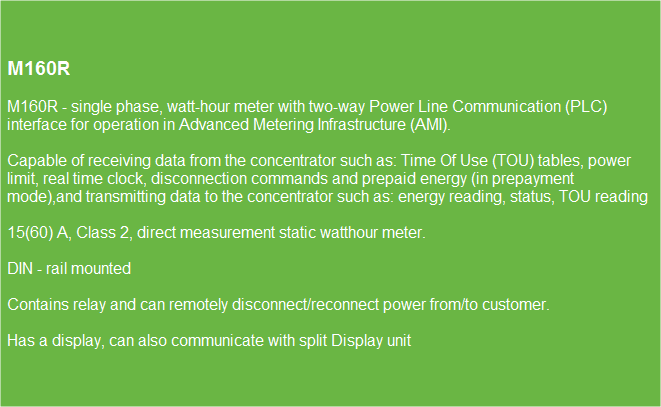 M160R
M160R - single phase, watt-hour meter with two-way Power Line Communication (PLC)
interface for operation in Advanced Metering Infrastructure (AMI).
Capable of receiving data from the concentrator such as: Time Of Use (TOU) tables, power
limit, real time clock, disconnection commands and prepaid energy (in prepayment
mode),and transmitting data to the concentrator such as: energy reading, status, TOU reading
15(60) A, Class 2, direct measurement static watthour meter.
DIN - rail mounted
Contains relay and can remotely disconnect/reconnect power from/to customer.
Has a display, can also communicate with split Display unit